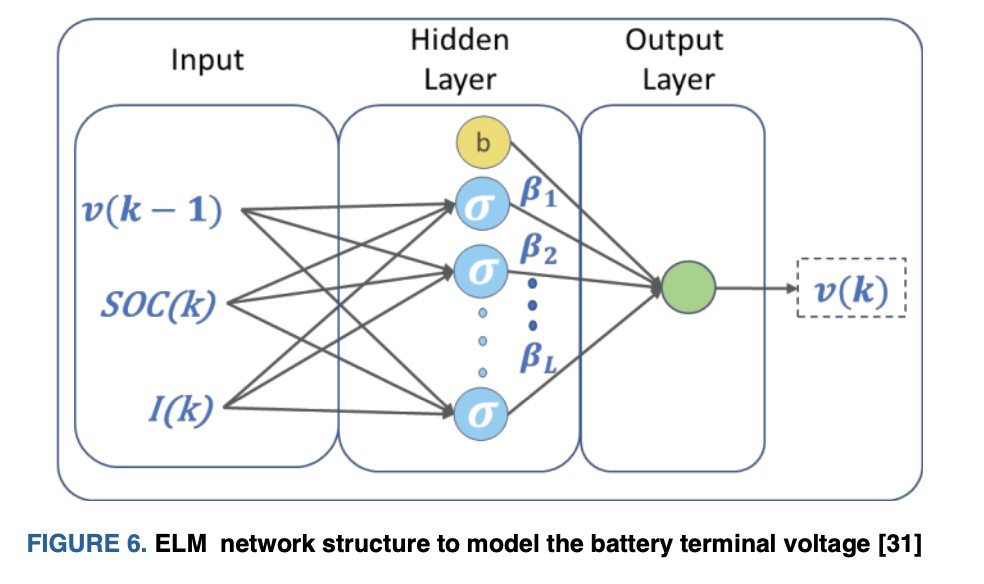 Input
Hidden
Layer
Output
Layer
b
v(k − 1)
σ
β1
σ
β2
SOC(k)
v(k)
βL
I(k)
σ
FIGURE 6. ELM network structure to model the battery terminal voltage [31]